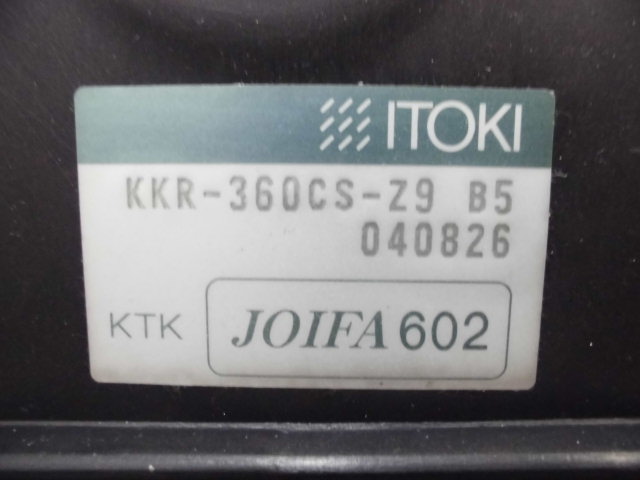 ITOKI
KKR-360CS-Z9 B5
040826
KTK JOIFA 602